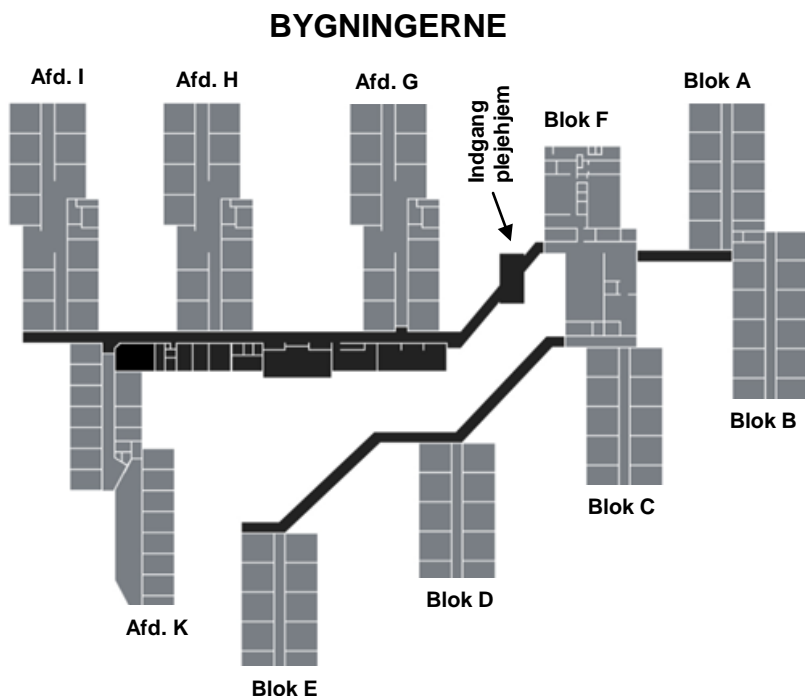 BYGNINGERNE
Afd. I
Afd. H
Afd. G
Indgang
plejehjem
Blok F
Blok A
Blok B
Blok C
Blok D
Afd. K
Blok E